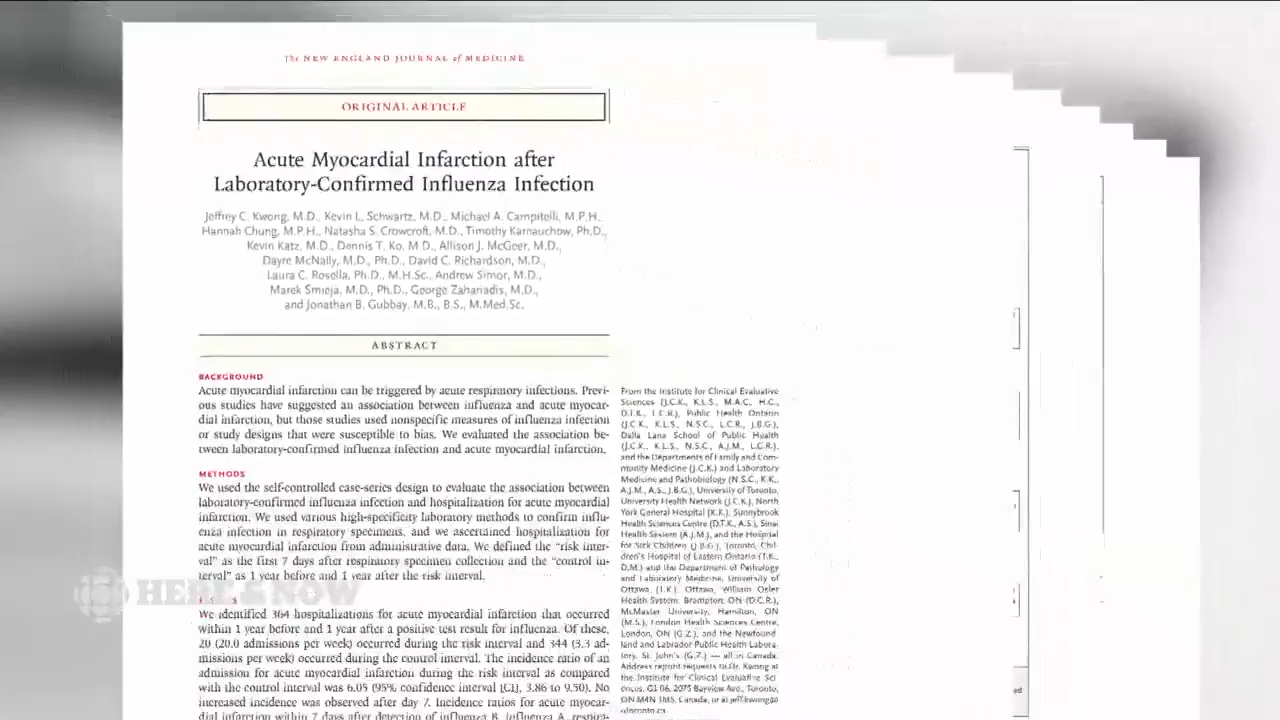 The NEW ENGLAND JOURNAL of MEDICINE
ORIGINAL ARTICLE
Acute Myocardial Infarction after
Laboratory-Confirmed Influenza Infection
Jeffrey C. Kwong, M.D., Kevin L. Schwartz, M.D., Michael A. Campitelli, M.P.H.,
Hannah Chung, M.P.H., Natasha S. Crowcroft, M.D., Timothy Karnauchow, Ph.D.,
Kevin Katz, M.D., Dennis T. Ko, M.D., Allison J. McGeer, M.D.,
Dayre McNally, M.D., Ph.D., David C. Richardson, M.D.,
Laura C. Rosella, Ph.D., M.H.Sc., Andrew Simor, M.D.,
Marek Smieja, M.D., Ph.D., George Zahariadis, M.D.,
and Jonathan B. Gubbay, M.B., B.S., M.Med.Sc.
ABSTRACT
BACKGROUND
Acute myocardial infarction can be triggered by acute respiratory infections. Previ-
ous studies have suggested an association between influenza and acute myocar-
dial infarction, but those studies used nonspecific measures of influenza infection
or study designs that were susceptible to bias. We evaluated the association be-
tween laboratory-confirmed influenza infection and acute myocardial infarction.
METHODS
We used the self-controlled case-series design to evaluate the association between
laboratory-confirmed influenza infection and hospitalization for acute myocardial
infarction. We used various high-specificity laboratory methods to confirm influ-
enza infection in respiratory specimens, and we ascertained hospitalization for
acute myocardial infarction from administrative data. We defined the “risk inter-
val” as the first 7 days after respiratory specimen collection and the “control in-
terval” as 1 year before and 1 year after the risk interval.
We identified 364 hospitalizations for acute myocardial infarction that occurred
within 1 year before and 1 year after a positive test result for influenza. Of these,
20 (20.0 admissions per week) occurred during the risk interval and 344 (3.3 ad-
missions per week) occurred during the control interval. The incidence ratio of an
admission for acute myocardial infarction during the risk interval as compared
with the control interval was 6.05 (95% confidence interval [CI], 3.86 to 9.50). No
increased incidence was observed after day 7. Incidence ratios for acute myocar-
dial infarction within 7 days after detection of influenza B, influenza A, respira-
From the Institute for Clinical Evaluative
Sciences (J.C.K., K.L.S., M.A.C., H.C.,
D.T.K., L.C.R.), Public Health Ontario
(J.C.K., K.L.S., N.S.C., L.C.R., J.B.G.),
Dalla Lana School of Public Health
(J.C.K., K.L.S., N.S.C., A.J.M., L.C.R.),
and the Departments of Family and Com-
munity Medicine (J.C.K.) and Laboratory
Medicine and Pathobiology (N.S.C., K.K.,
A.J.M., A.S., J.B.G.), University of Toronto,
University Health Network (J.C.K.), North
York General Hospital (K.K.), Sunnybrook
Health Sciences Centre (D.T.K., A.S.), Sinai
Health System (A.J.M.), and the Hospital
for Sick Children (J.B.G.), Toronto, Chil-
dren's Hospital of Eastern Ontario (T.K.,
D.M.) and the Department of Pathology
and Laboratory Medicine, University of
Ottawa, (T.K.) Ottawa, William Osler
Health System, Brampton, ON (D.C.R.),
McMaster University, Hamilton, ON
(M.S.), London Health Sciences Centre,
London, ON (G.Z.), and the Newfound-
land and Labrador Public Health Labora-
tory, St. John's (G.Z.) — all in Canada.
Address reprint requests to Dr. Kwong at
the Institute for Clinical Evaluative Sci-
ences, G1 06, 2075 Bayview Ave., Toronto,
ON M4N 3M5, Canada, or at jeff.kwong@
utoronto.ca.
HERE & NOW